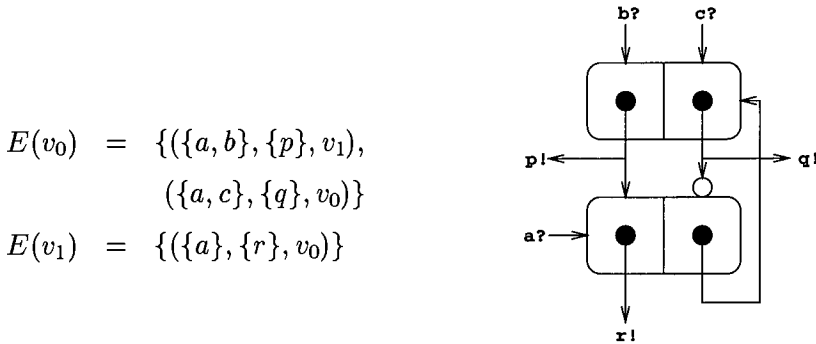 E(v₀) = {({a, b}, {p}, v₁),
({a, c}, {q}, v₀)}
E(v₁) = {({a}, {r}, v₀)}
b? c?
p! q!
a?
r!